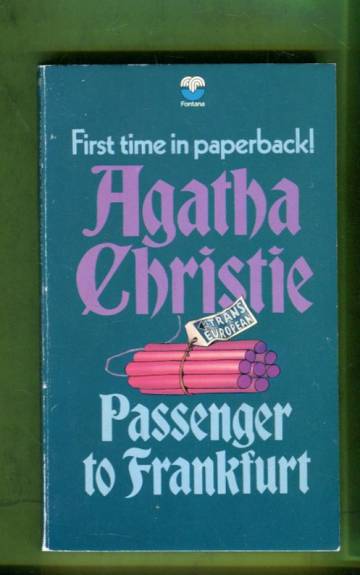 Fontana
First time in paperback!
Agatha
Christie
TRANS
EUROPEAN
Passenger
to Frankfurt